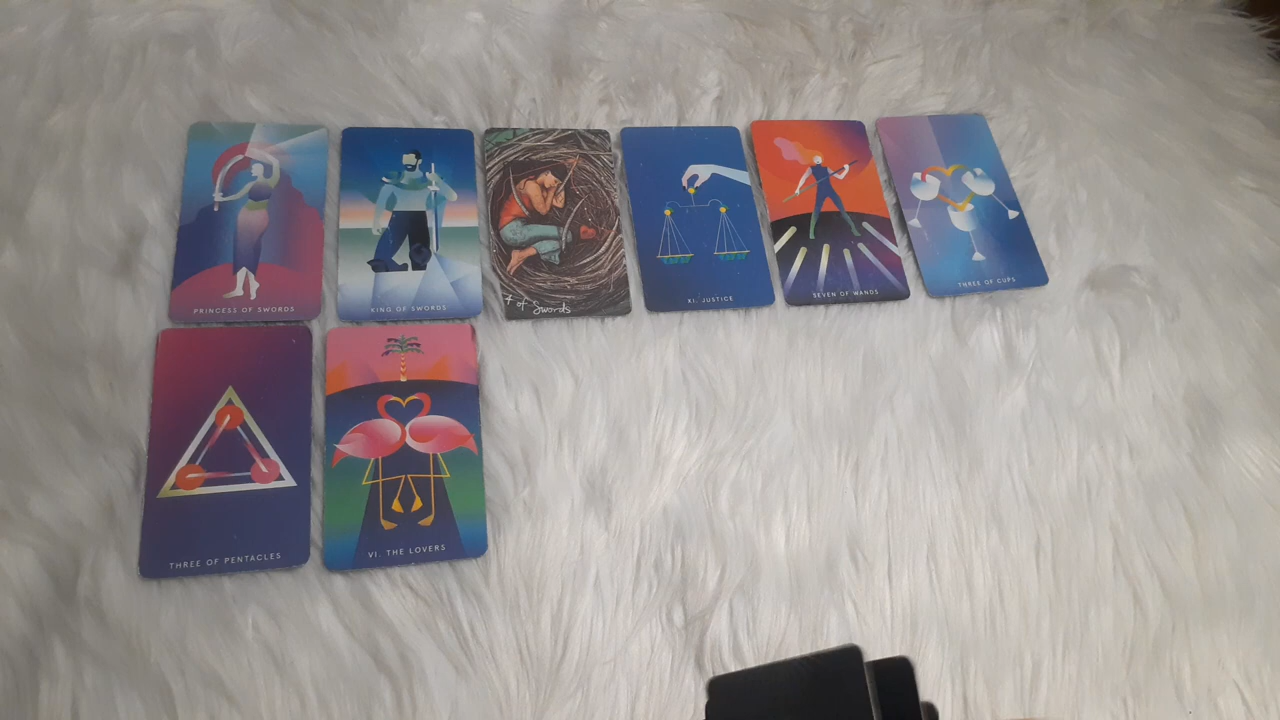 PRINCESS OF SWORDS
KING OF SWORDS
4 of Swords
XI. JUSTICE
SEVEN OF WANDS
THREE OF CUPS
THREE OF PENTACLES
VI. THE LOVERS